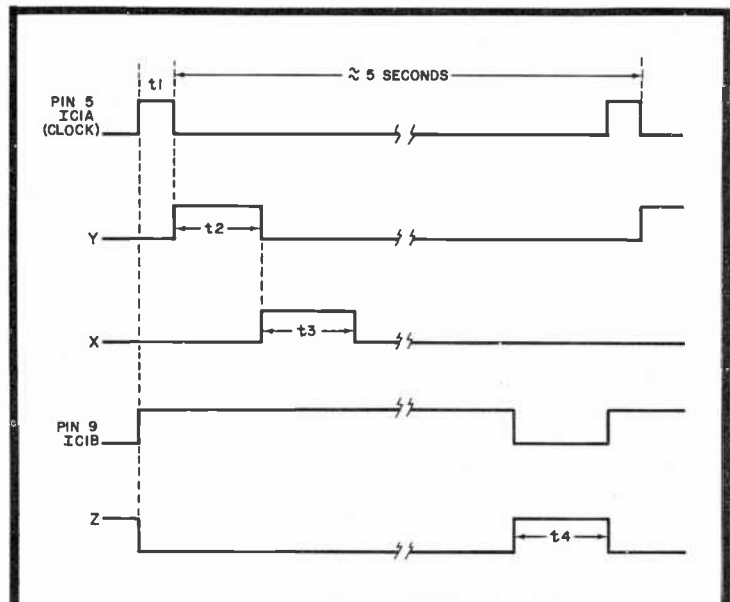 t1
≈ 5 SECONDS
PIN 5
IC1A
(CLOCK)
Y
t2
X
t3
PIN 9
IC1B
Z
t4